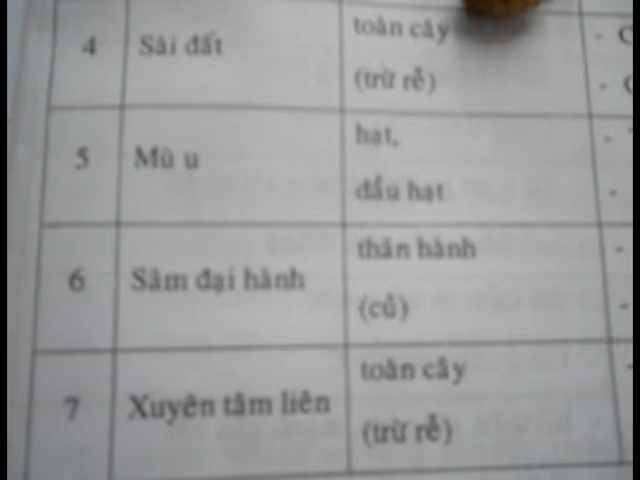 4 Sài đất toàn cây
(trừ rễ)
5 Mù u hạt,
dầu hạt
6 Sâm đại hành thân hành
(củ)
7 Xuyên tâm liên toàn cây
(trừ rễ)